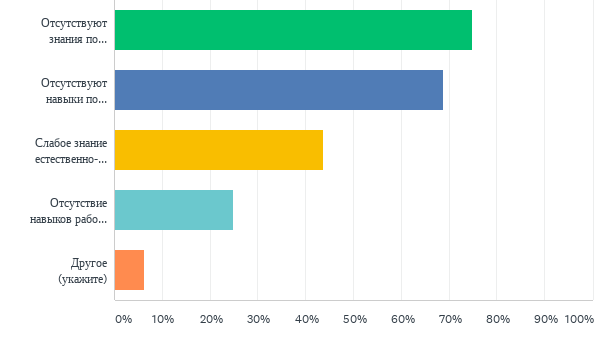 Отсутствуют
знания по...
Отсутствуют
навыки по...
Слабое знание
естественно-...
Отсутствие
навыков рабо...
Другое
(укажите)
0% 10% 20% 30% 40% 50% 60% 70% 80% 90% 100%